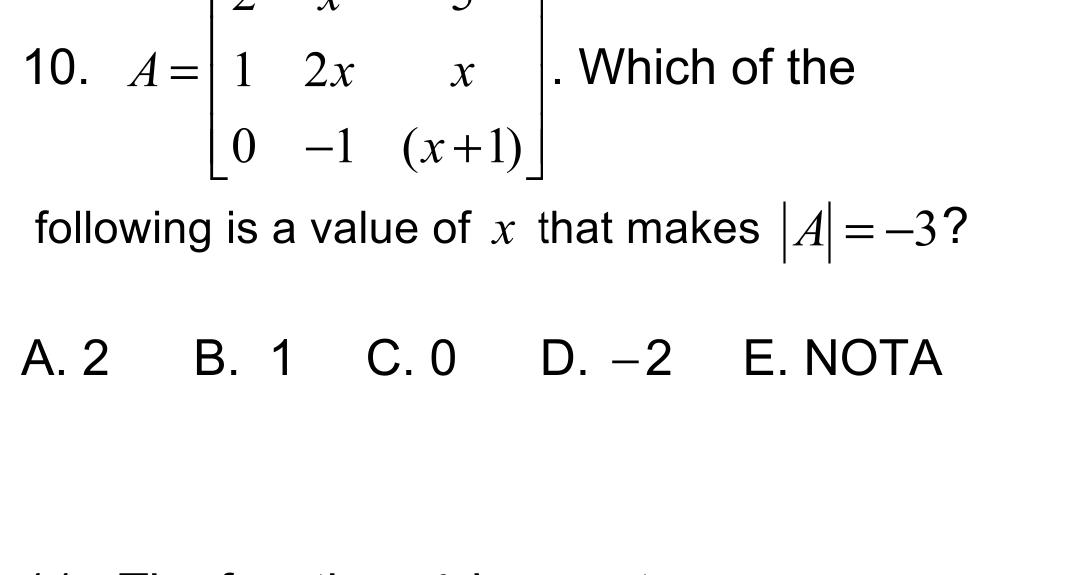 10. A = [ 1 2x x ]. Which of the
0 −1 (x+1)
following is a value of x that makes |A| = −3?
A. 2 B. 1 C. 0 D. −2 E. NOTA